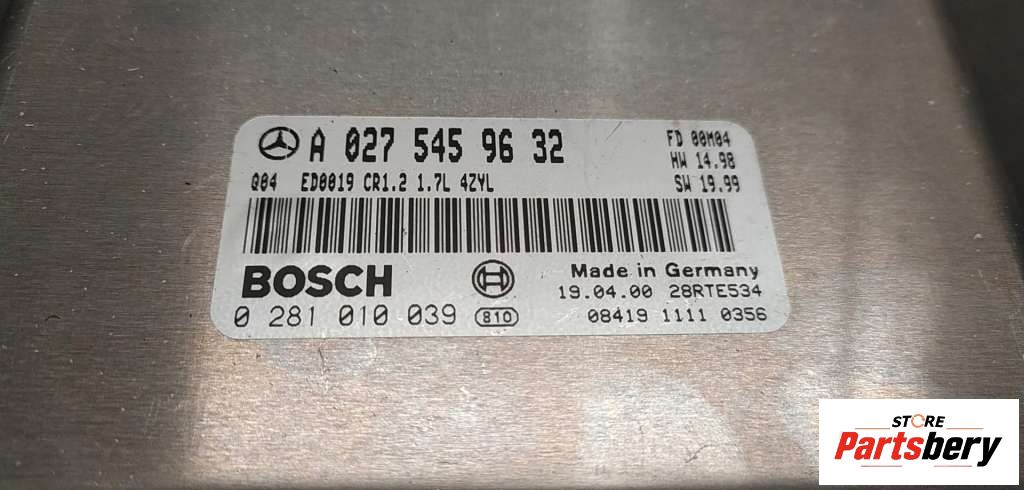 A 027 545 96 32
FD 00M04
HW 14.98
Q04 ED0019 CR1.2 1.7L 4ZYL
SW 19.99
BOSCH
Made in Germany
19.04.00 28RTE534
0 281 010 039 810
08419 1111 0356
STORE
Partsbery